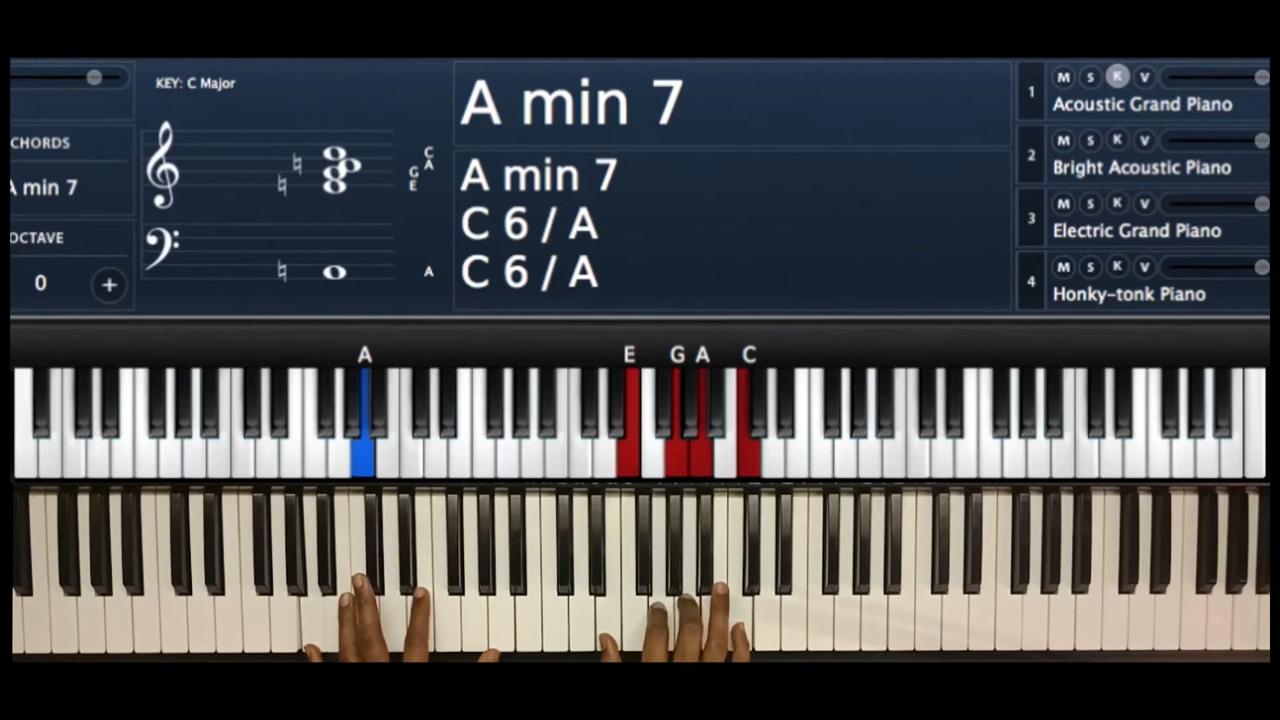 KEY: C Major
CHORDS
A min 7
OCTAVE
0
+
C
A
G
E
A
A min 7
A min 7
C 6 / A
C 6 / A
1
M S K V
Acoustic Grand Piano
2
M S K V
Bright Acoustic Piano
3
M S K V
Electric Grand Piano
4
M S K V
Honky-tonk Piano
A E G A C